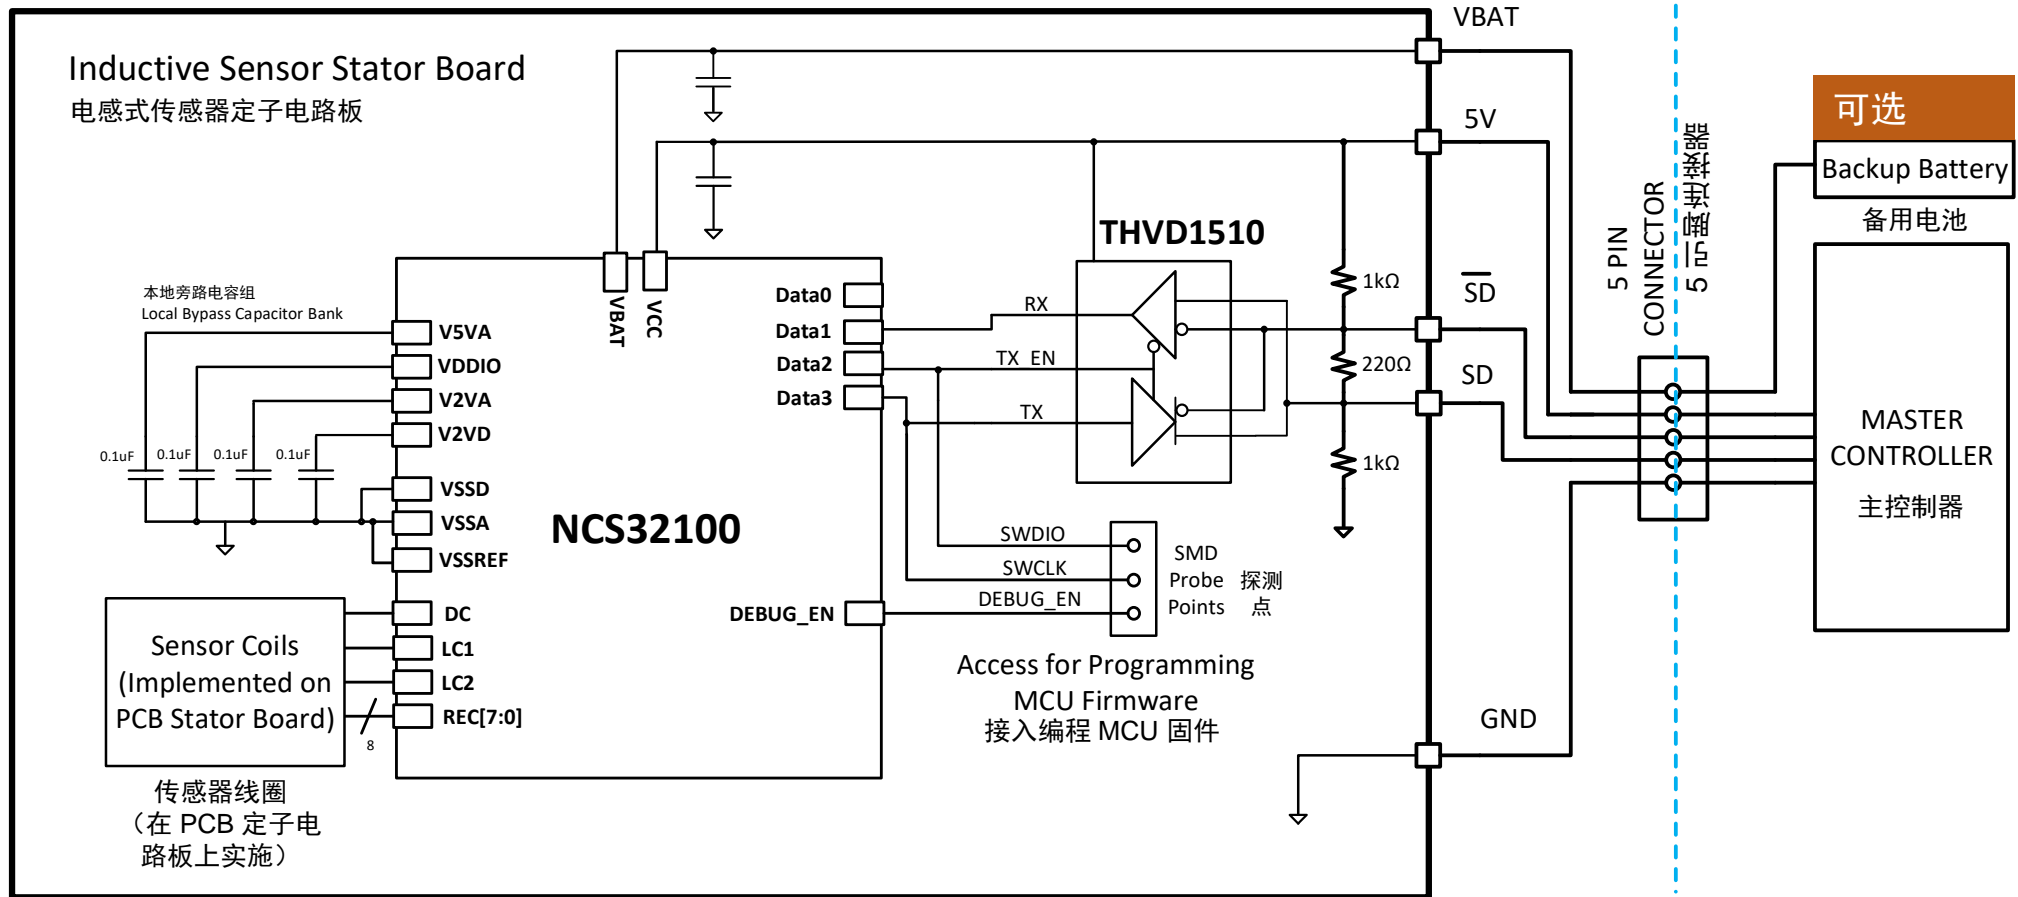 VBAT
Inductive Sensor Stator Board
电感式传感器定子电路板
5V
可选
Backup Battery
备用电池
5 PIN
CONNECTOR
5 引脚连接器
THVD1510
1kΩ
SD
220Ω
SD
1kΩ
本地旁路电容组
Local Bypass Capacitor Bank
VBAT
VCC
Data0
Data1
Data2
Data3
RX
TX EN
TX
V5VA
VDDIO
V2VA
V2VD
0.1uF
0.1uF
0.1uF
0.1uF
VSSD
VSSA
VSSREF
NCS32100
MASTER
CONTROLLER
主控制器
SWDIO
SWCLK
DEBUG_EN
SMD
Probe
Points
探测
点
DEBUG_EN
DC
LC1
LC2
REC[7:0]
8
Sensor Coils
(Implemented on
PCB Stator Board)
传感器线圈
（在 PCB 定子电
路板上实施）
Access for Programming
MCU Firmware
接入编程 MCU 固件
GND